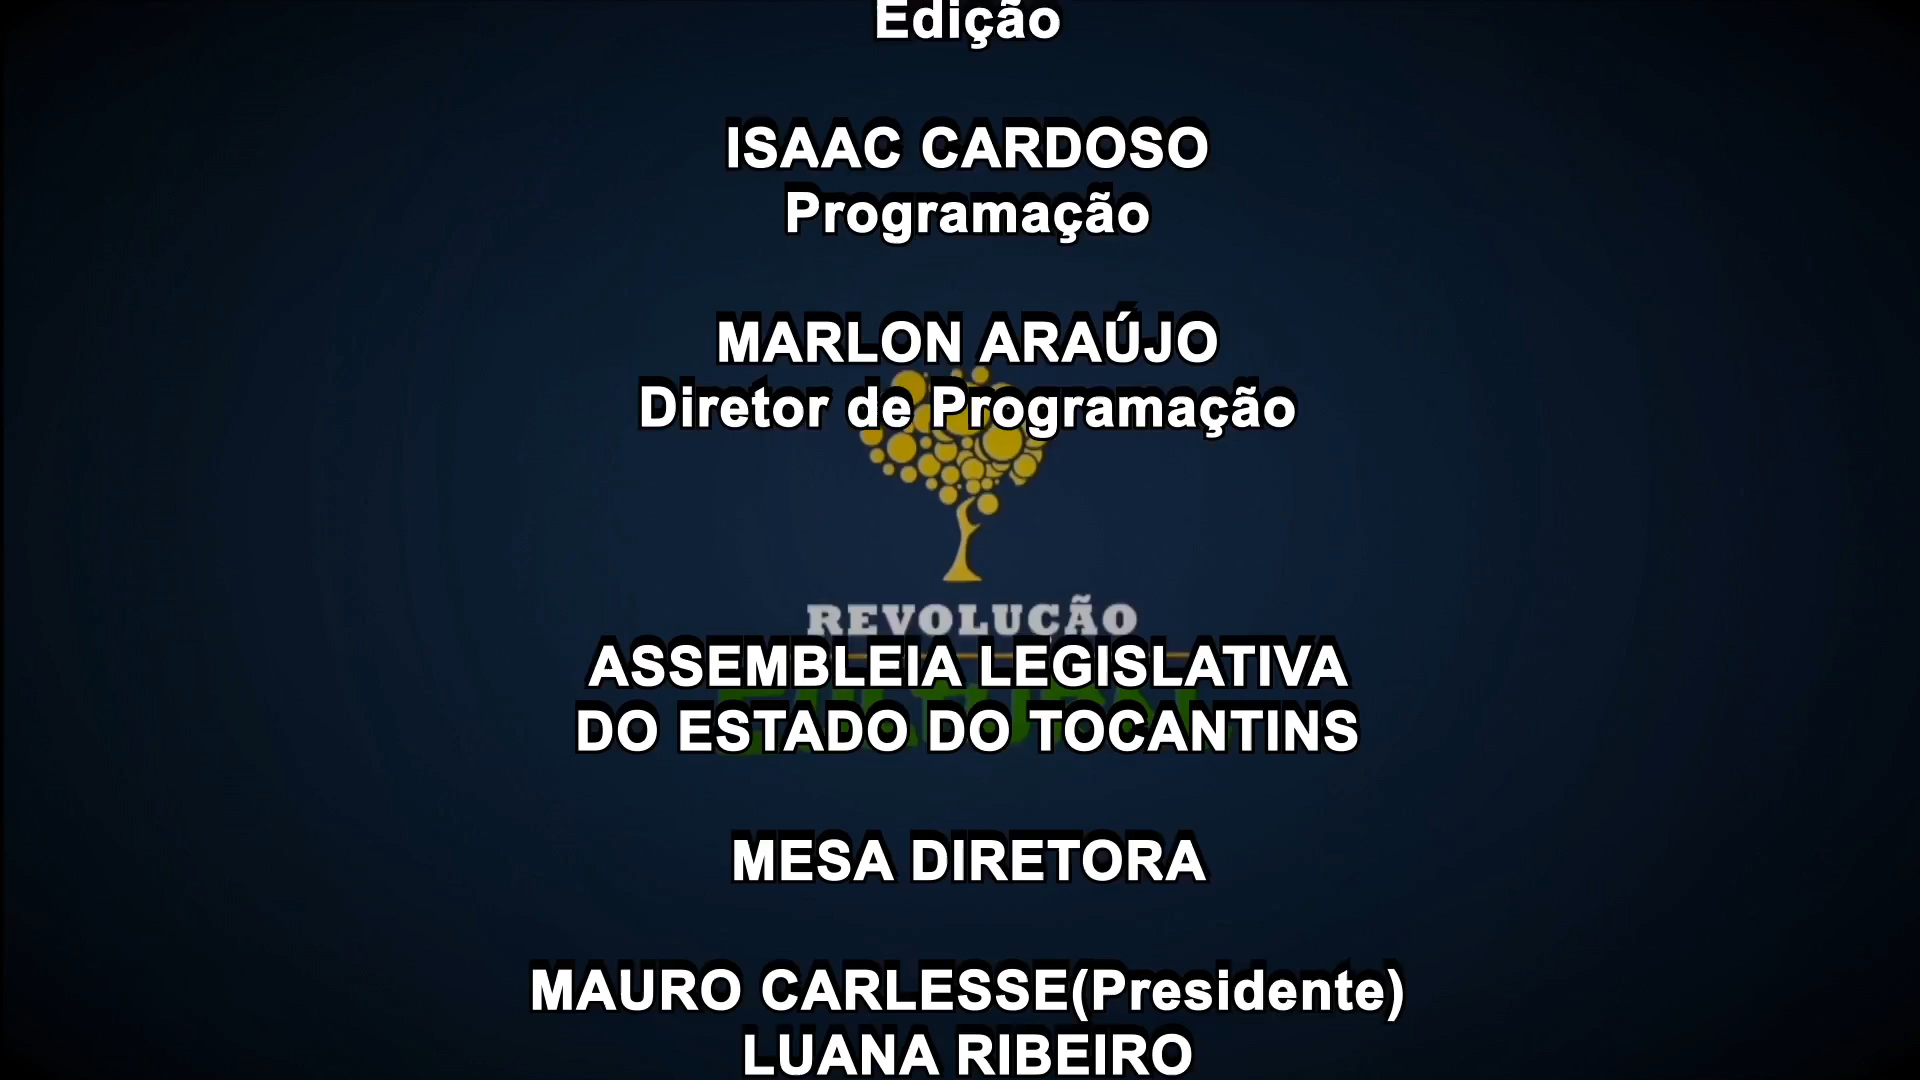 Edição
ISAAC CARDOSO
Programação
MARLON ARAÚJO
Diretor de Programação
REVOLUÇÃO
ASSEMBLEIA LEGISLATIVA
DO ESTADO DO TOCANTINS
MESA DIRETORA
MAURO CARLESSE(Presidente)
LUANA RIBEIRO